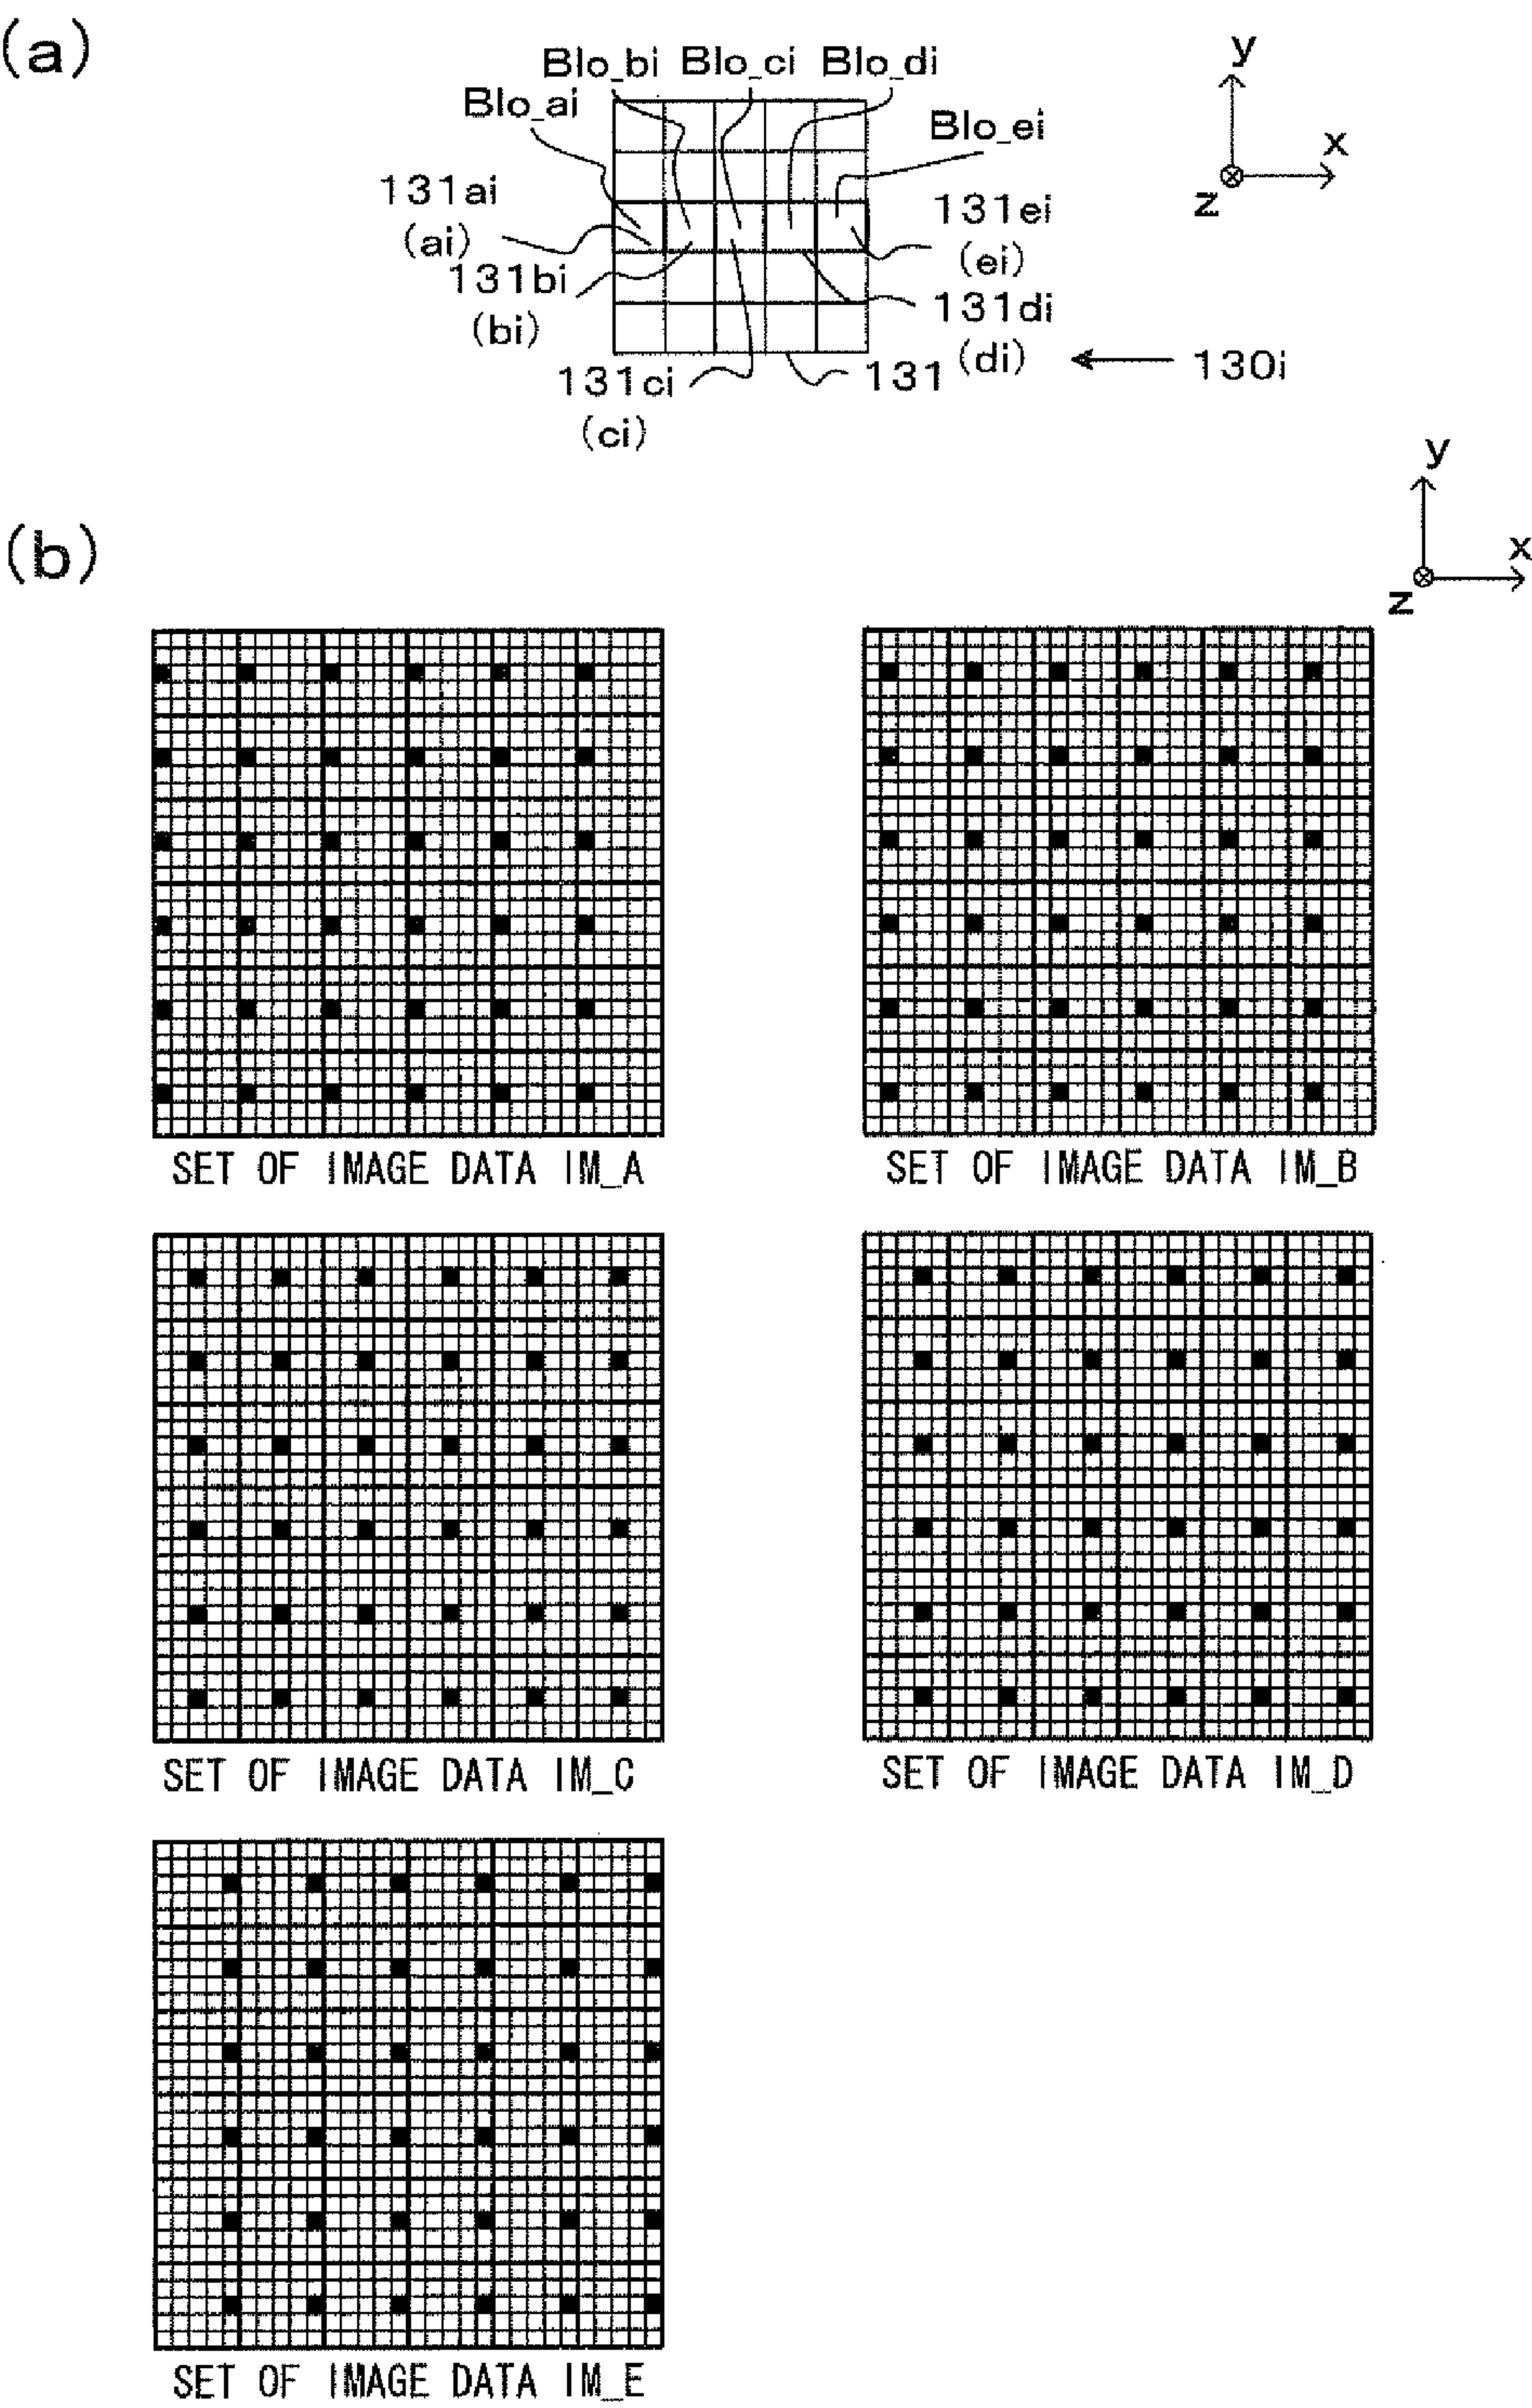 (a)
Blo_bi Blo_ci Blo_di
Blo_ai
Blo_ei
131ai
(ai)
131bi
(bi)
131ci
(ci)
131
131ei
(ei)
131di
(di)
130i
y
x
z
(b)
y
x
z
SET OF IMAGE DATA IM_A
SET OF IMAGE DATA IM_B
SET OF IMAGE DATA IM_C
SET OF IMAGE DATA IM_D
SET OF IMAGE DATA IM_E